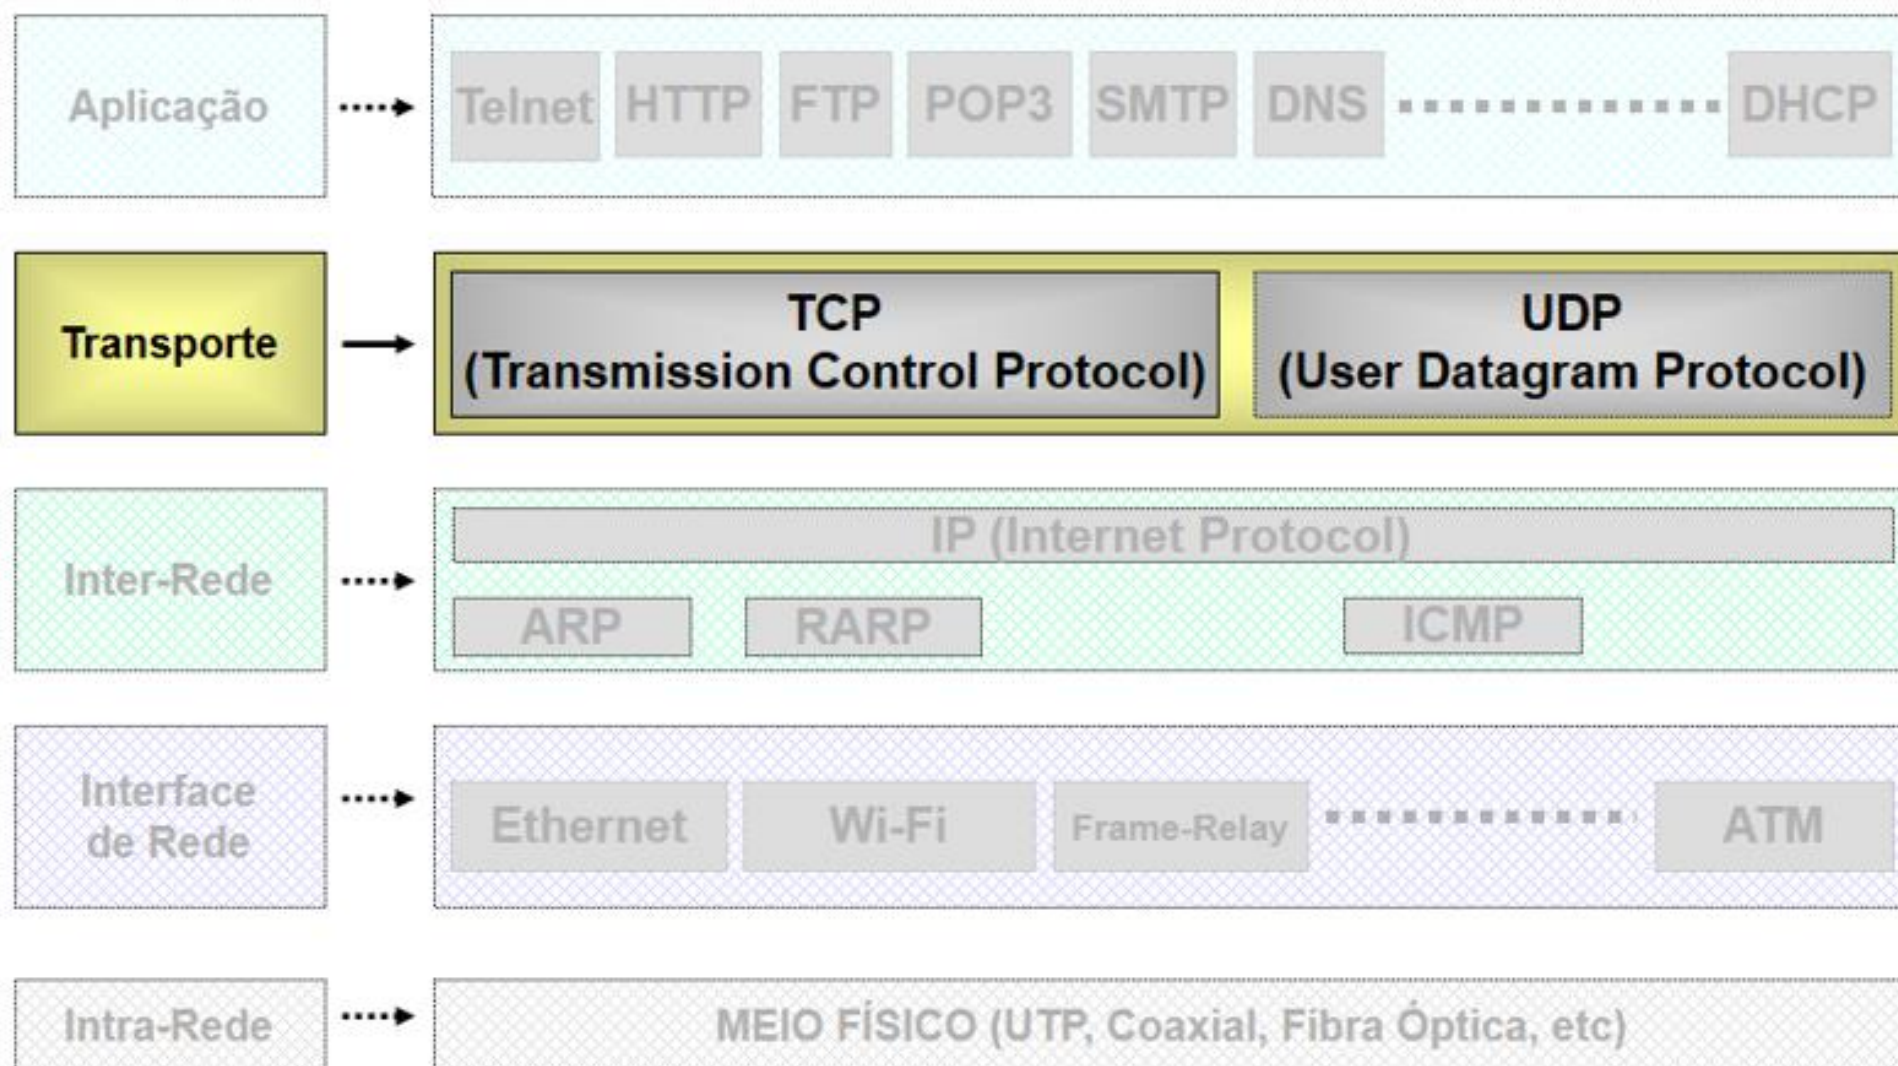 Aplicação
Telnet HTTP FTP POP3 SMTP DNS DHCP
Transporte
TCP
(Transmission Control Protocol)
UDP
(User Datagram Protocol)
Inter-Rede
IP (Internet Protocol)
ARP RARP ICMP
Interface
de Rede
Ethernet Wi-Fi Frame-Relay ATM
Intra-Rede
MEIO FÍSICO (UTP, Coaxial, Fibra Óptica, etc)